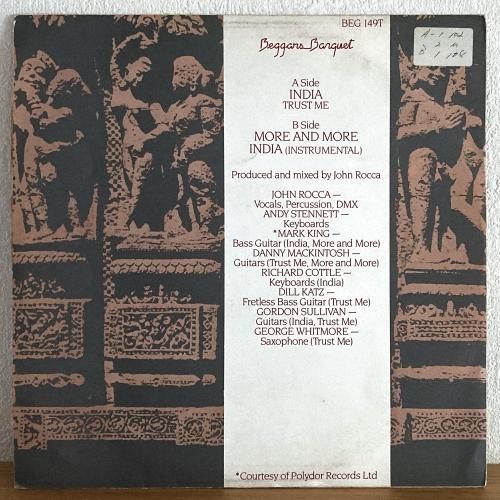 BEG 149T
Beggars Banquet
A Side
INDIA
TRUST ME
B Side
MORE AND MORE
INDIA (INSTRUMENTAL)
Produced and mixed by John Rocca
JOHN ROCCA —
Vocals, Percussion, DMX
ANDY STENNETT —
Keyboards
*MARK KING —
Bass Guitar (India, More and More)
DANNY MACKINTOSH —
Guitars (Trust Me, More and More)
RICHARD COTTLE —
Keyboards (India)
DILL KATZ —
Fretless Bass Guitar (Trust Me)
GORDON SULLIVAN —
Guitars (India, Trust Me)
GEORGE WHITMORE —
Saxophone (Trust Me)
*Courtesy of Polydor Records Ltd